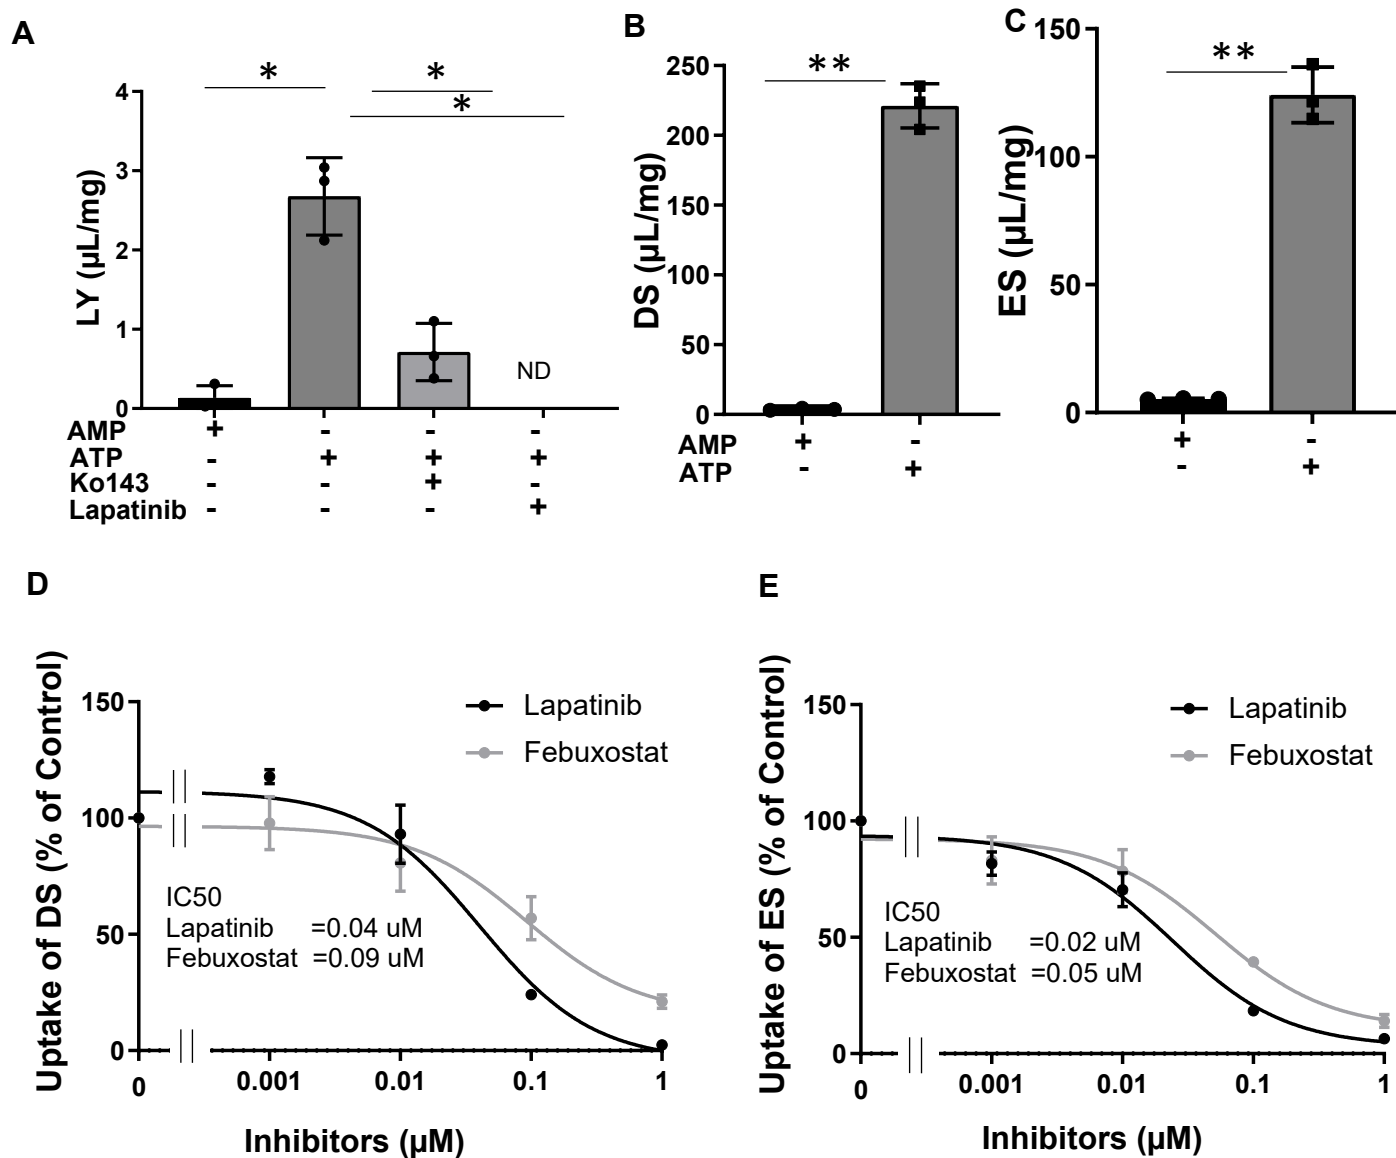 A
*
*
*
LY (µL/mg)
4
3
2
1
0
ND
AMP + - - -
ATP - + + +
Ko143 - - + -
Lapatinib - - - +
B
**
DS (µL/mg)
250
200
150
100
50
0
AMP + -
ATP - +
C
**
ES (µL/mg)
150
100
50
0
+ -
- +
D
Uptake of DS (% of Control)
150
100
50
0
Lapatinib
Febuxostat
IC50
Lapatinib =0.04 uM
Febuxostat =0.09 uM
0 0.001 0.01 0.1 1
Inhibitors (µM)
E
Uptake of ES (% of Control)
150
100
50
0
Lapatinib
Febuxostat
IC50
Lapatinib =0.02 uM
Febuxostat =0.05 uM
0 0.001 0.01 0.1 1
Inhibitors (µM)